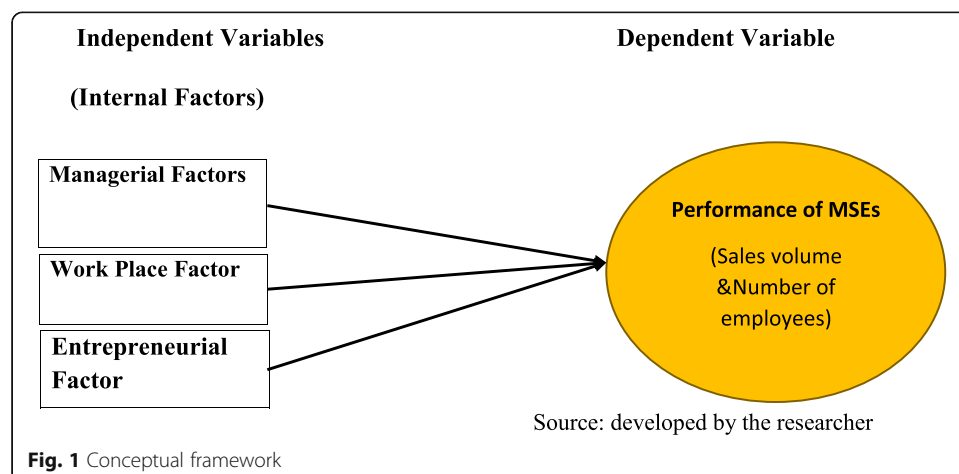 Independent Variables
Dependent Variable
(Internal Factors)
Managerial Factors
Work Place Factor
Entrepreneurial
Factor
Performance of MSEs
(Sales volume
&Number of
employees)
Source: developed by the researcher
Fig. 1 Conceptual framework